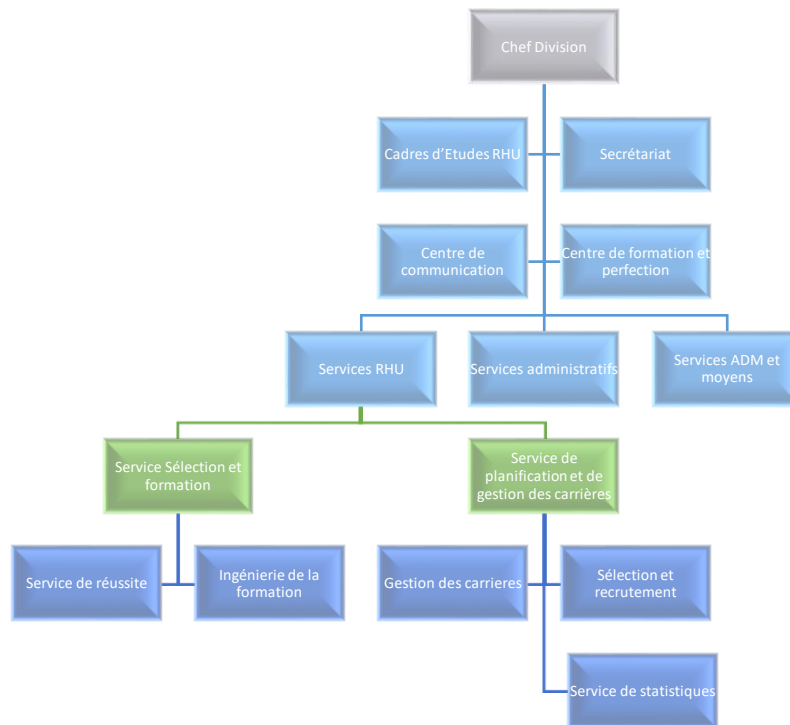 Chef Division
Cadres d’Etudes RHU
Secrétariat
Centre de
communication
Centre de formation et
perfection
Services RHU
Services administratifs
Services ADM et
moyens
Service Sélection et
formation
Service de
planification et de
gestion des carrières
Service de réussite
Ingénierie de la
formation
Gestion des carrieres
Sélection et
recrutement
Service de statistiques